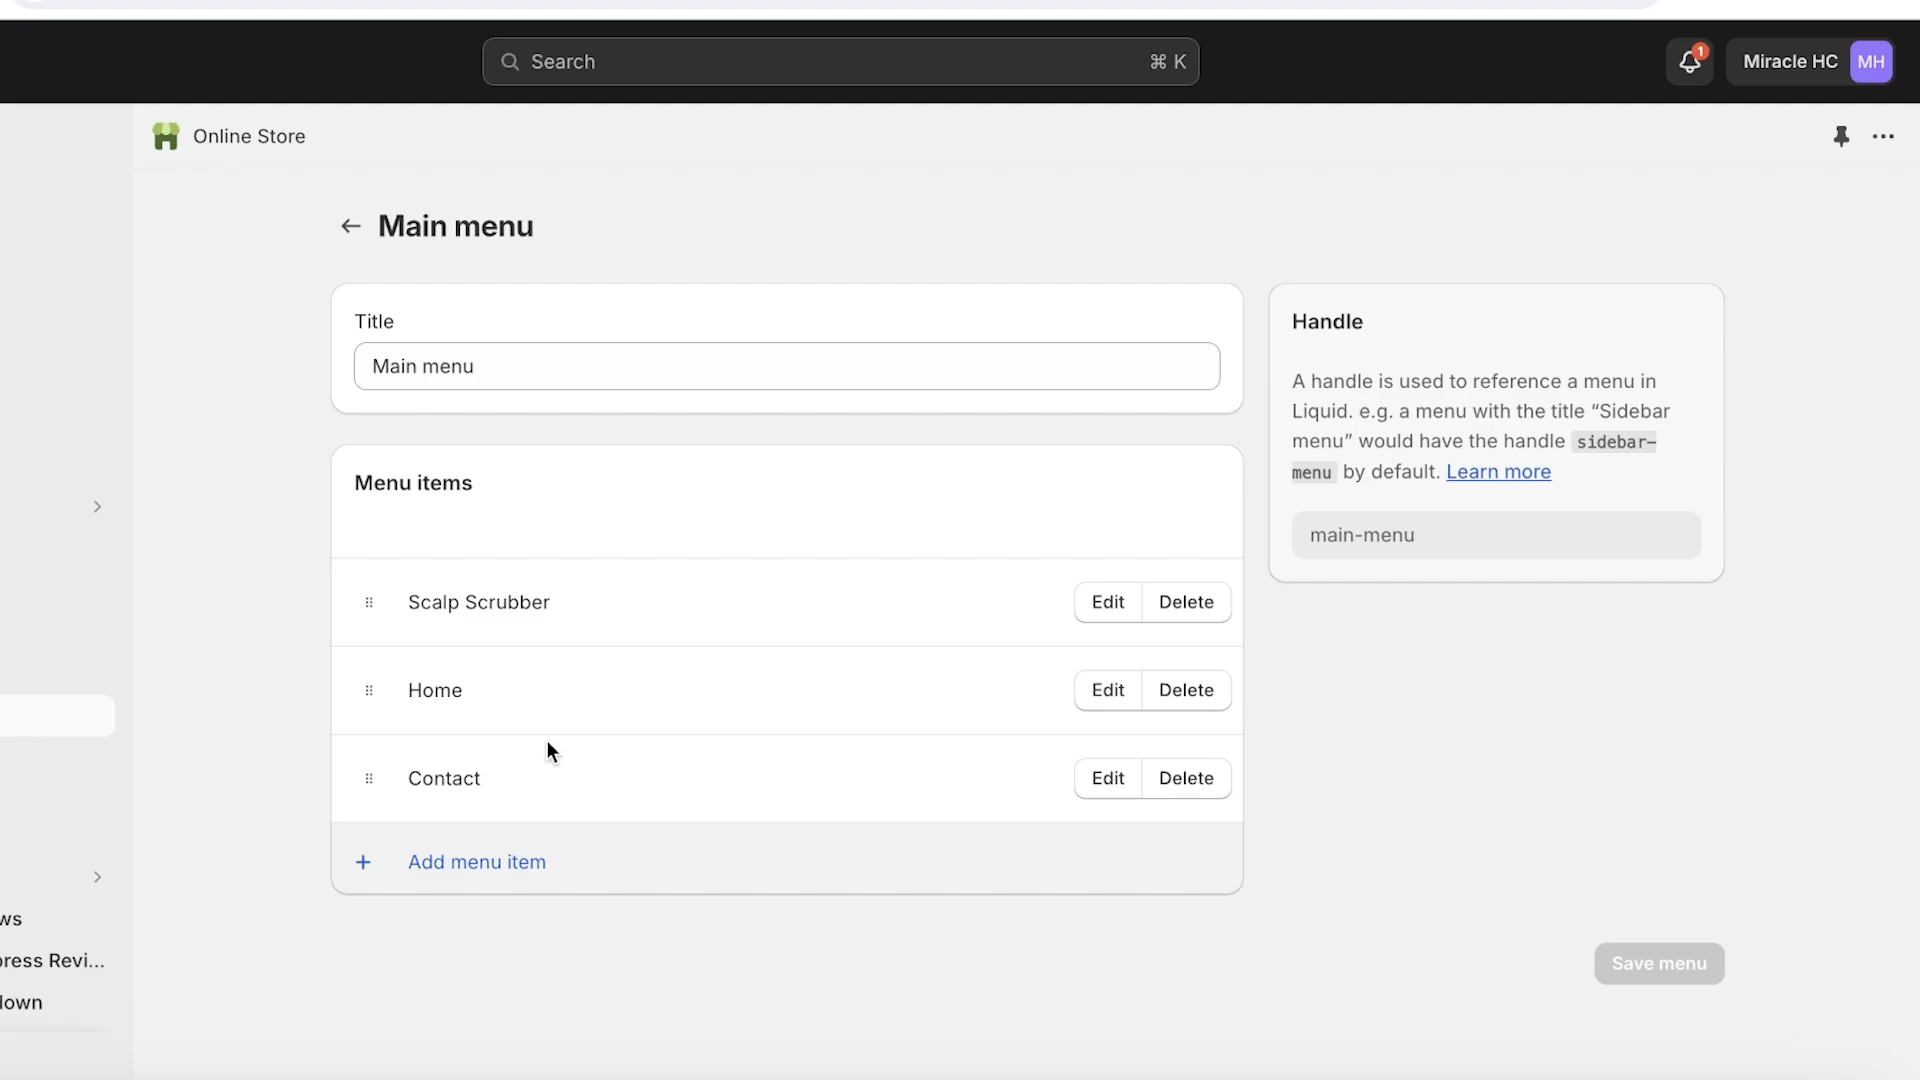 Search
⌘ K
1
Miracle HC
MH
Online Store
Main menu
Title
Main menu
Handle
A handle is used to reference a menu in
Liquid. e.g. a menu with the title “Sidebar
menu” would have the handle sidebar-
menu by default. Learn more
main-menu
Menu items
Scalp Scrubber
Edit
Delete
Home
Edit
Delete
Contact
Edit
Delete
Add menu item
ws
press Revi...
down
Save menu